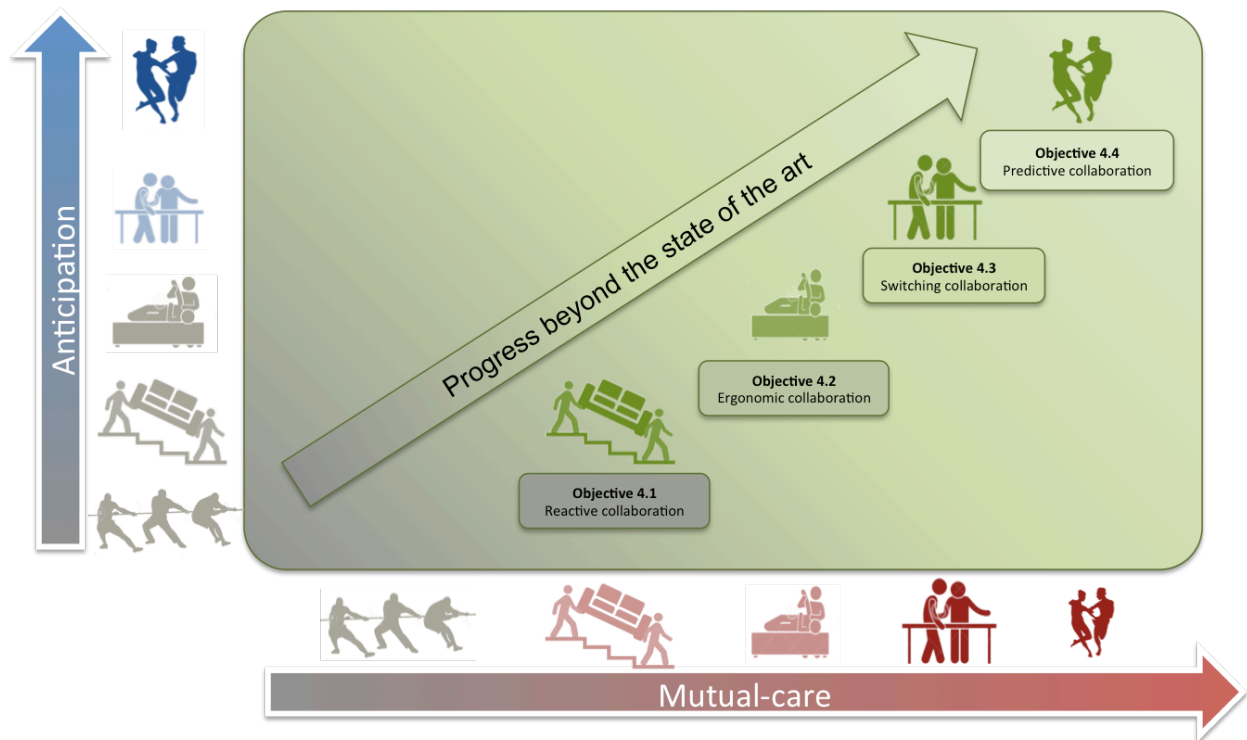 Anticipation
Progress beyond the state of the art
Objective 4.4
Predictive collaboration
Objective 4.3
Switching collaboration
Objective 4.2
Ergonomic collaboration
Objective 4.1
Reactive collaboration
Mutual-care